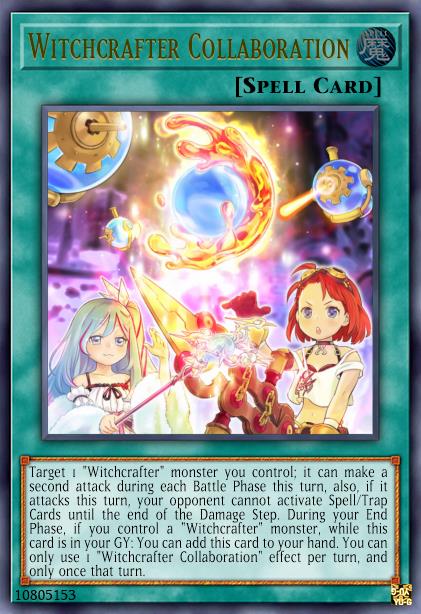 Witchcrafter Collaboration
SPELL
魔
[Spell Card]
Target 1 "Witchcrafter" monster you control; it can make a
second attack during each Battle Phase this turn, also, if it
attacks this turn, your opponent cannot activate Spell/Trap
Cards until the end of the Damage Step. During your End
Phase, if you control a "Witchcrafter" monster, while this
card is in your GY: You can add this card to your hand. You can
only use 1 "Witchcrafter Collaboration" effect per turn, and
only once that turn.
10805153